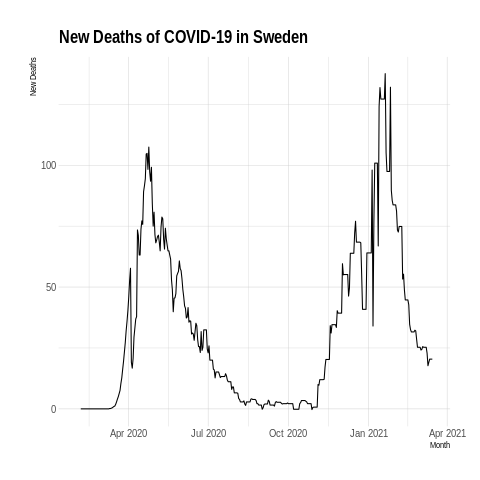 New Deaths of COVID-19 in Sweden
New Deaths
100
50
0
Apr 2020 Jul 2020 Oct 2020 Jan 2021 Apr 2021
Month